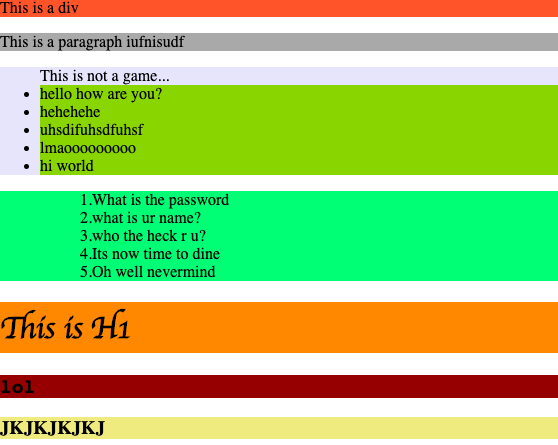 This is a div
This is a paragraph iufnisudf
This is not a game...
• hello how are you?
• hehehehe
• uhsdifuhsdfuhsf
• lmaooooooooo
• hi world
1.What is the password
2.what is ur name?
3.who the heck r u?
4.Its now time to dine
5.Oh well nevermind
This is H1
lol
JKJKJKJKJ